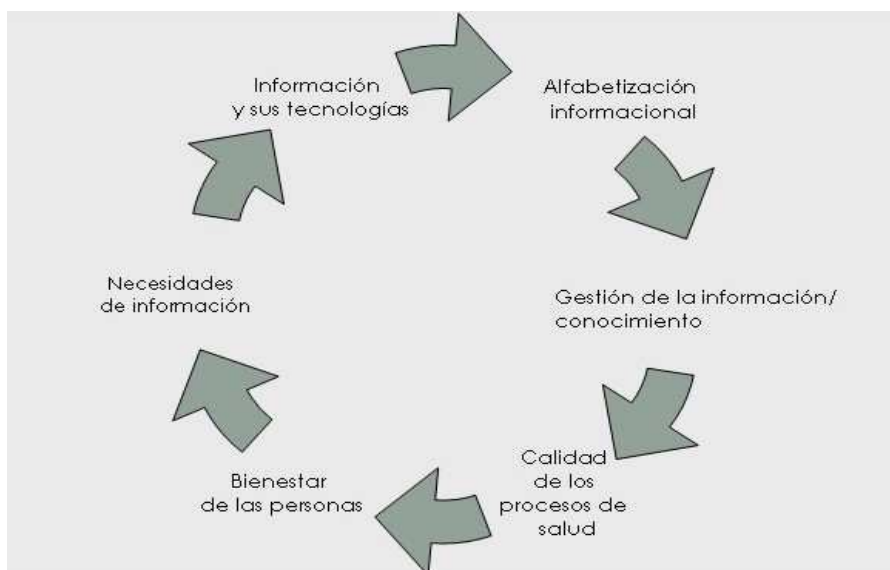 Información
y sus tecnologías
Alfabetización
informacional
Gestión de la información/
conocimiento
Calidad
de los
procesos de
salud
Bienestar
de las personas
Necesidades
de información